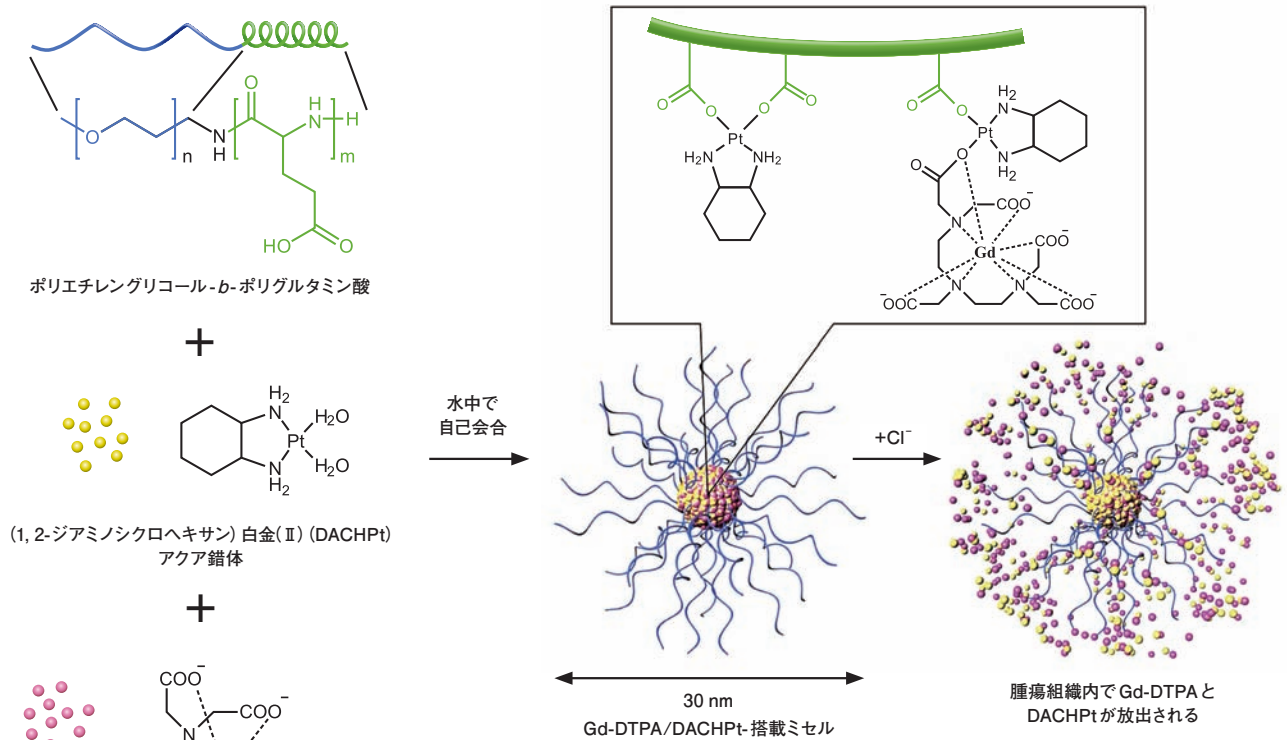 O
n
N
H
O
H
N
H
m
HO
O
ポリエチレングリコール-b-ポリグルタミン酸
+
NH2
H2O
Pt
H2O
NH2
(1, 2-ジアミノシクロヘキサン) 白金(Ⅱ) (DACHPt)
アクア錯体
+
COO⁻
COO⁻
N
水中で
自己会合
O
O
O
O
Pt
H2N
NH2
O
O
H2
N
Pt
N
H2
O
O
COO⁻
N
Gd
COO⁻
N
N
⁻OOC
COO⁻
+Cl⁻
30 nm
Gd-DTPA/DACHPt-搭載ミセル
腫瘍組織内でGd-DTPAと
DACHPtが放出される